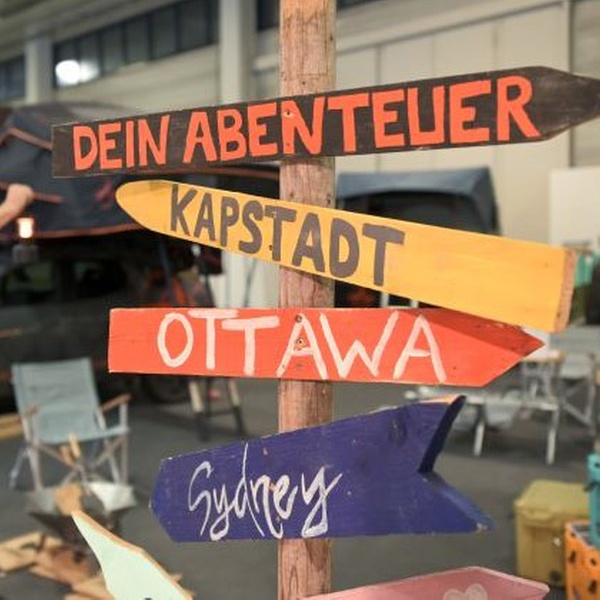 DEIN ABENTEUER
KAPSTADT
OTTAWA
Sydney